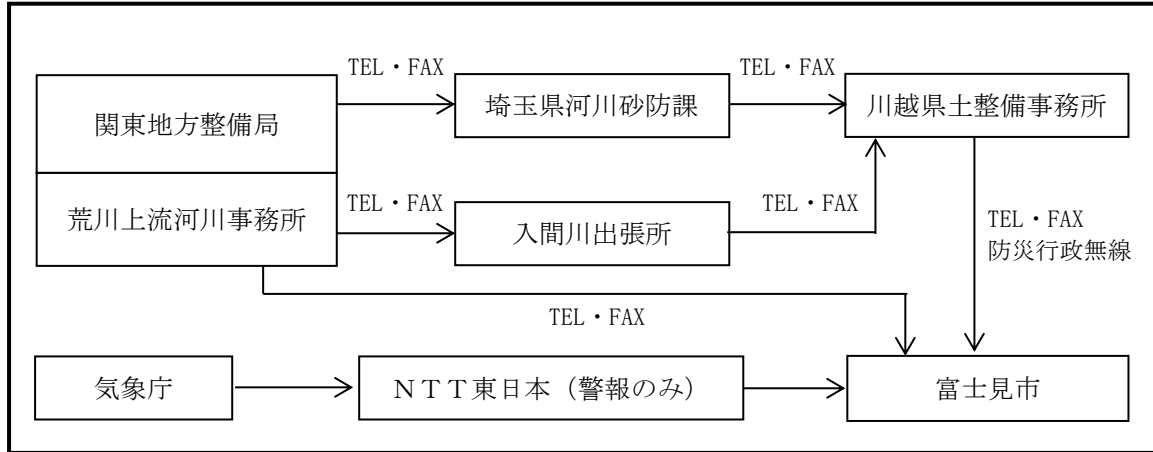 TEL・FAX
TEL・FAX
関東地方整備局
埼玉県河川砂防課
川越県土整備事務所
荒川上流河川事務所
TEL・FAX
入間川出張所
TEL・FAX
TEL・FAX
防災行政無線
TEL・FAX
気象庁
NTT東日本(警報のみ)
富士見市